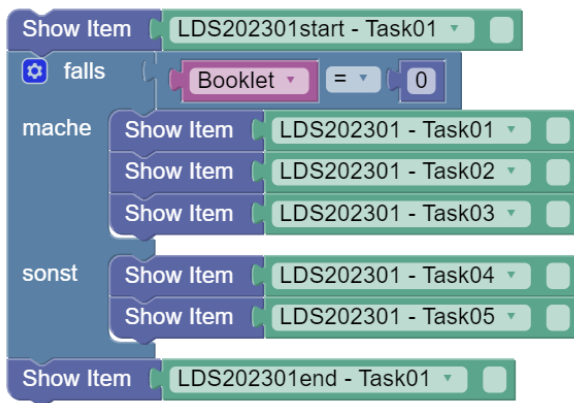 Show Item LDS202301start - Task01
falls Booklet = 0
mache Show Item LDS202301 - Task01
Show Item LDS202301 - Task02
Show Item LDS202301 - Task03
sonst Show Item LDS202301 - Task04
Show Item LDS202301 - Task05
Show Item LDS202301end - Task01